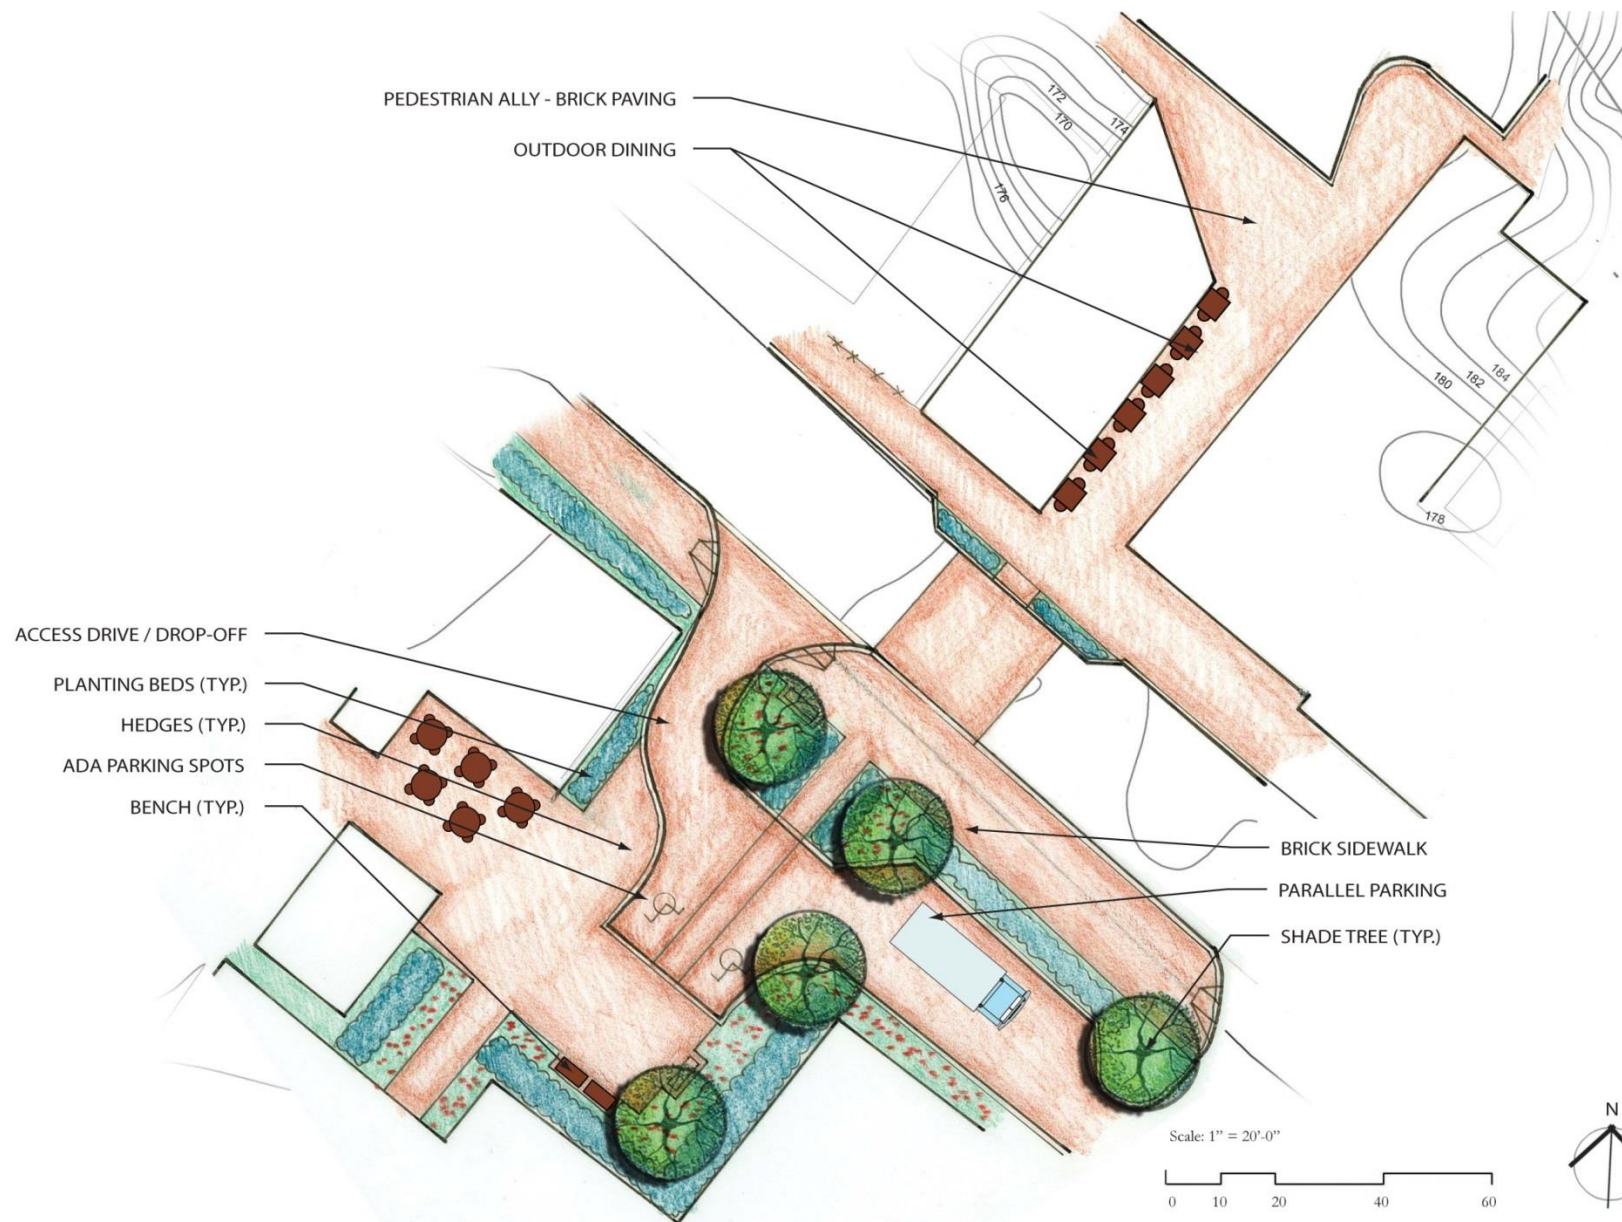 PEDESTRIAN ALLY - BRICK PAVING
OUTDOOR DINING
172
170
174
176
180
182
184
178
ACCESS DRIVE / DROP-OFF
PLANTING BEDS (TYP.)
HEDGES (TYP.)
ADA PARKING SPOTS
BENCH (TYP.)
BRICK SIDEWALK
PARALLEL PARKING
SHADE TREE (TYP.)
Scale: 1” = 20’-0”
0 10 20 40 60
N